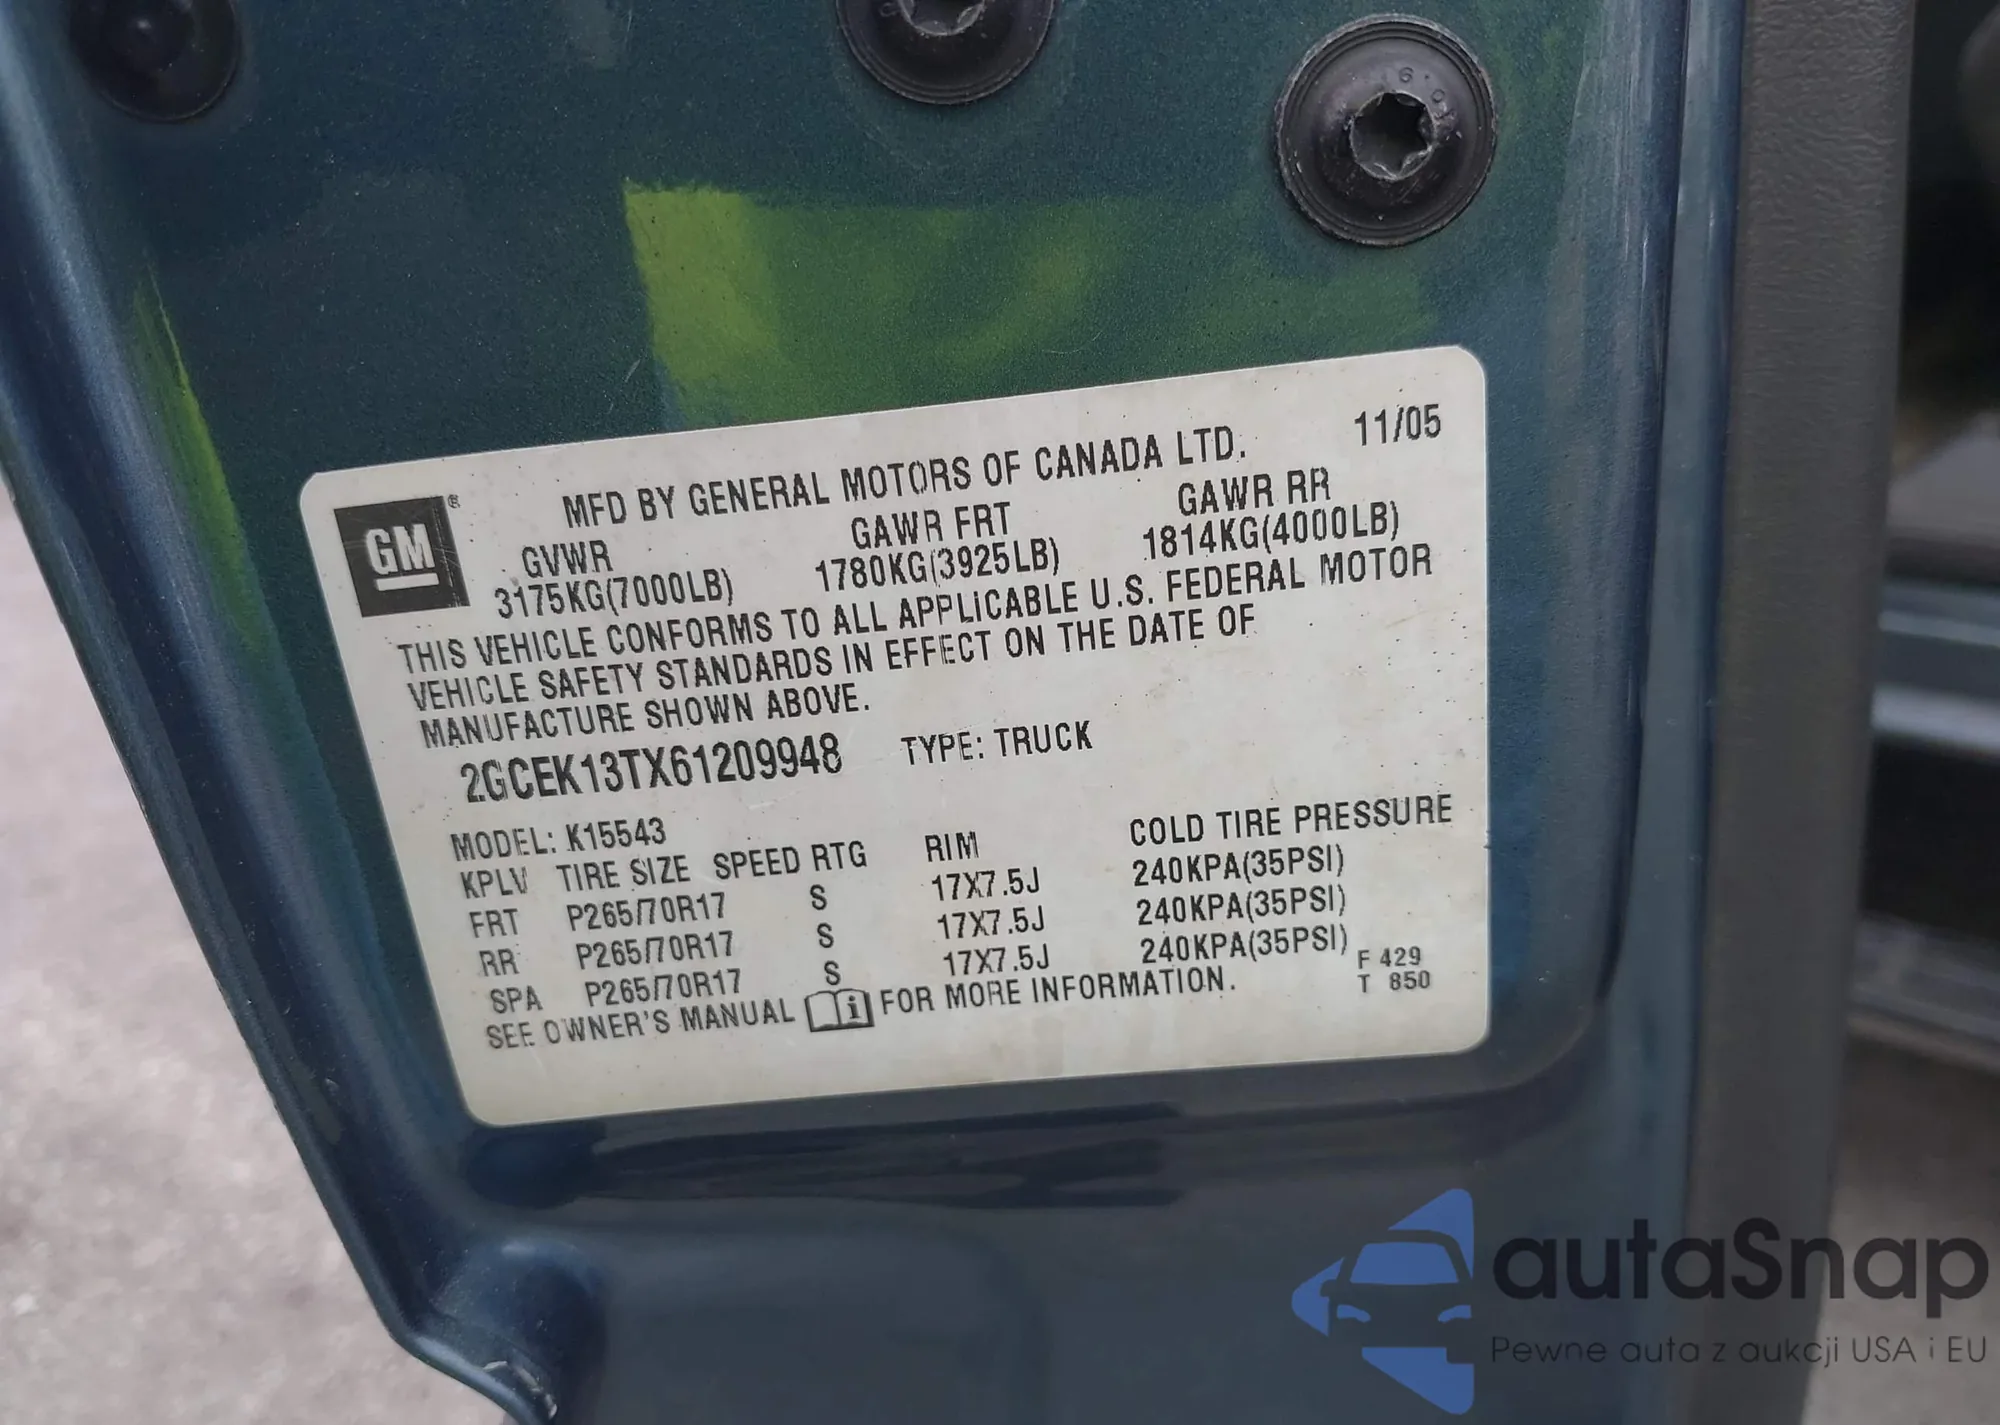 MFD BY GENERAL MOTORS OF CANADA LTD. 11/05
GM ®
GVWR GAWR FRT GAWR RR
3175KG(7000LB) 1780KG(3925LB) 1814KG(4000LB)
THIS VEHICLE CONFORMS TO ALL APPLICABLE U.S. FEDERAL MOTOR
VEHICLE SAFETY STANDARDS IN EFFECT ON THE DATE OF
MANUFACTURE SHOWN ABOVE.
2GCEK13TX61209948 TYPE: TRUCK
MODEL: K15543
KPLV TIRE SIZE SPEED RTG RIM COLD TIRE PRESSURE
FRT P265/70R17 S 17X7.5J 240KPA(35PSI)
RR P265/70R17 S 17X7.5J 240KPA(35PSI)
SPA P265/70R17 S 17X7.5J 240KPA(35PSI)
SEE OWNER'S MANUAL i FOR MORE INFORMATION.
F 429
T 850
autaSnap
Pewne auta z aukcji USA i EU